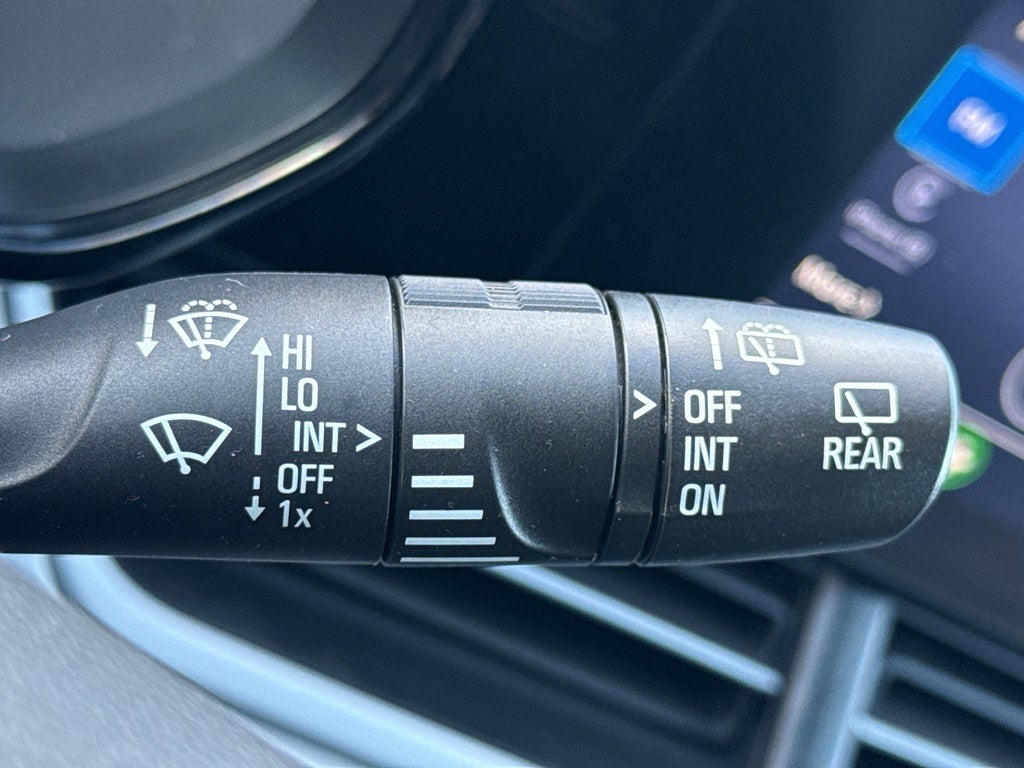 HI
LO
INT >
OFF
1x
>
OFF
INT
ON
REAR